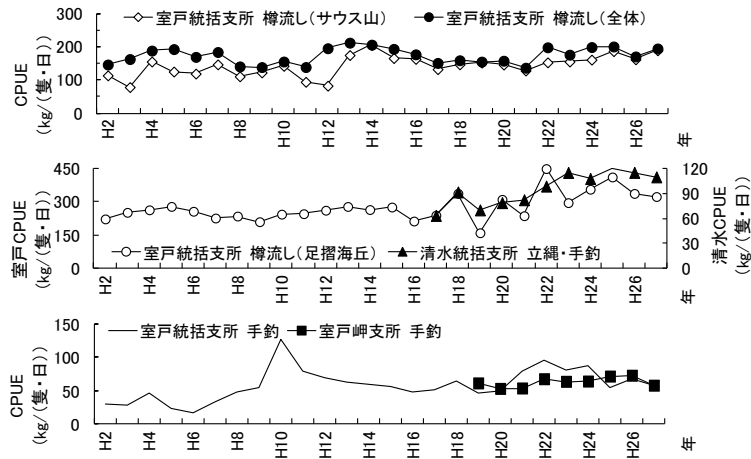 室戸統括支所 樽流し(サウス山) 室戸統括支所 樽流し(全体)
CPUE
(kg/(隻・日))
300
200
100
0
H2 H4 H6 H8 H10 H12 H14 H16 H18 H20 H22 H24 H26 年
室戸CPUE
(kg/(隻・日))
450
300
150
0
室戸統括支所 樽流し(足摺海丘) 清水統括支所 立縄・手釣
120
90
60
30
0
清水CPUE
(kg/(隻・日))
H2 H4 H6 H8 H10 H12 H14 H16 H18 H20 H22 H24 H26 年
室戸統括支所 手釣 室戸岬支所 手釣
CPUE
(kg/(隻・日))
150
100
50
0
H2 H4 H6 H8 H10 H12 H14 H16 H18 H20 H22 H24 H26 年